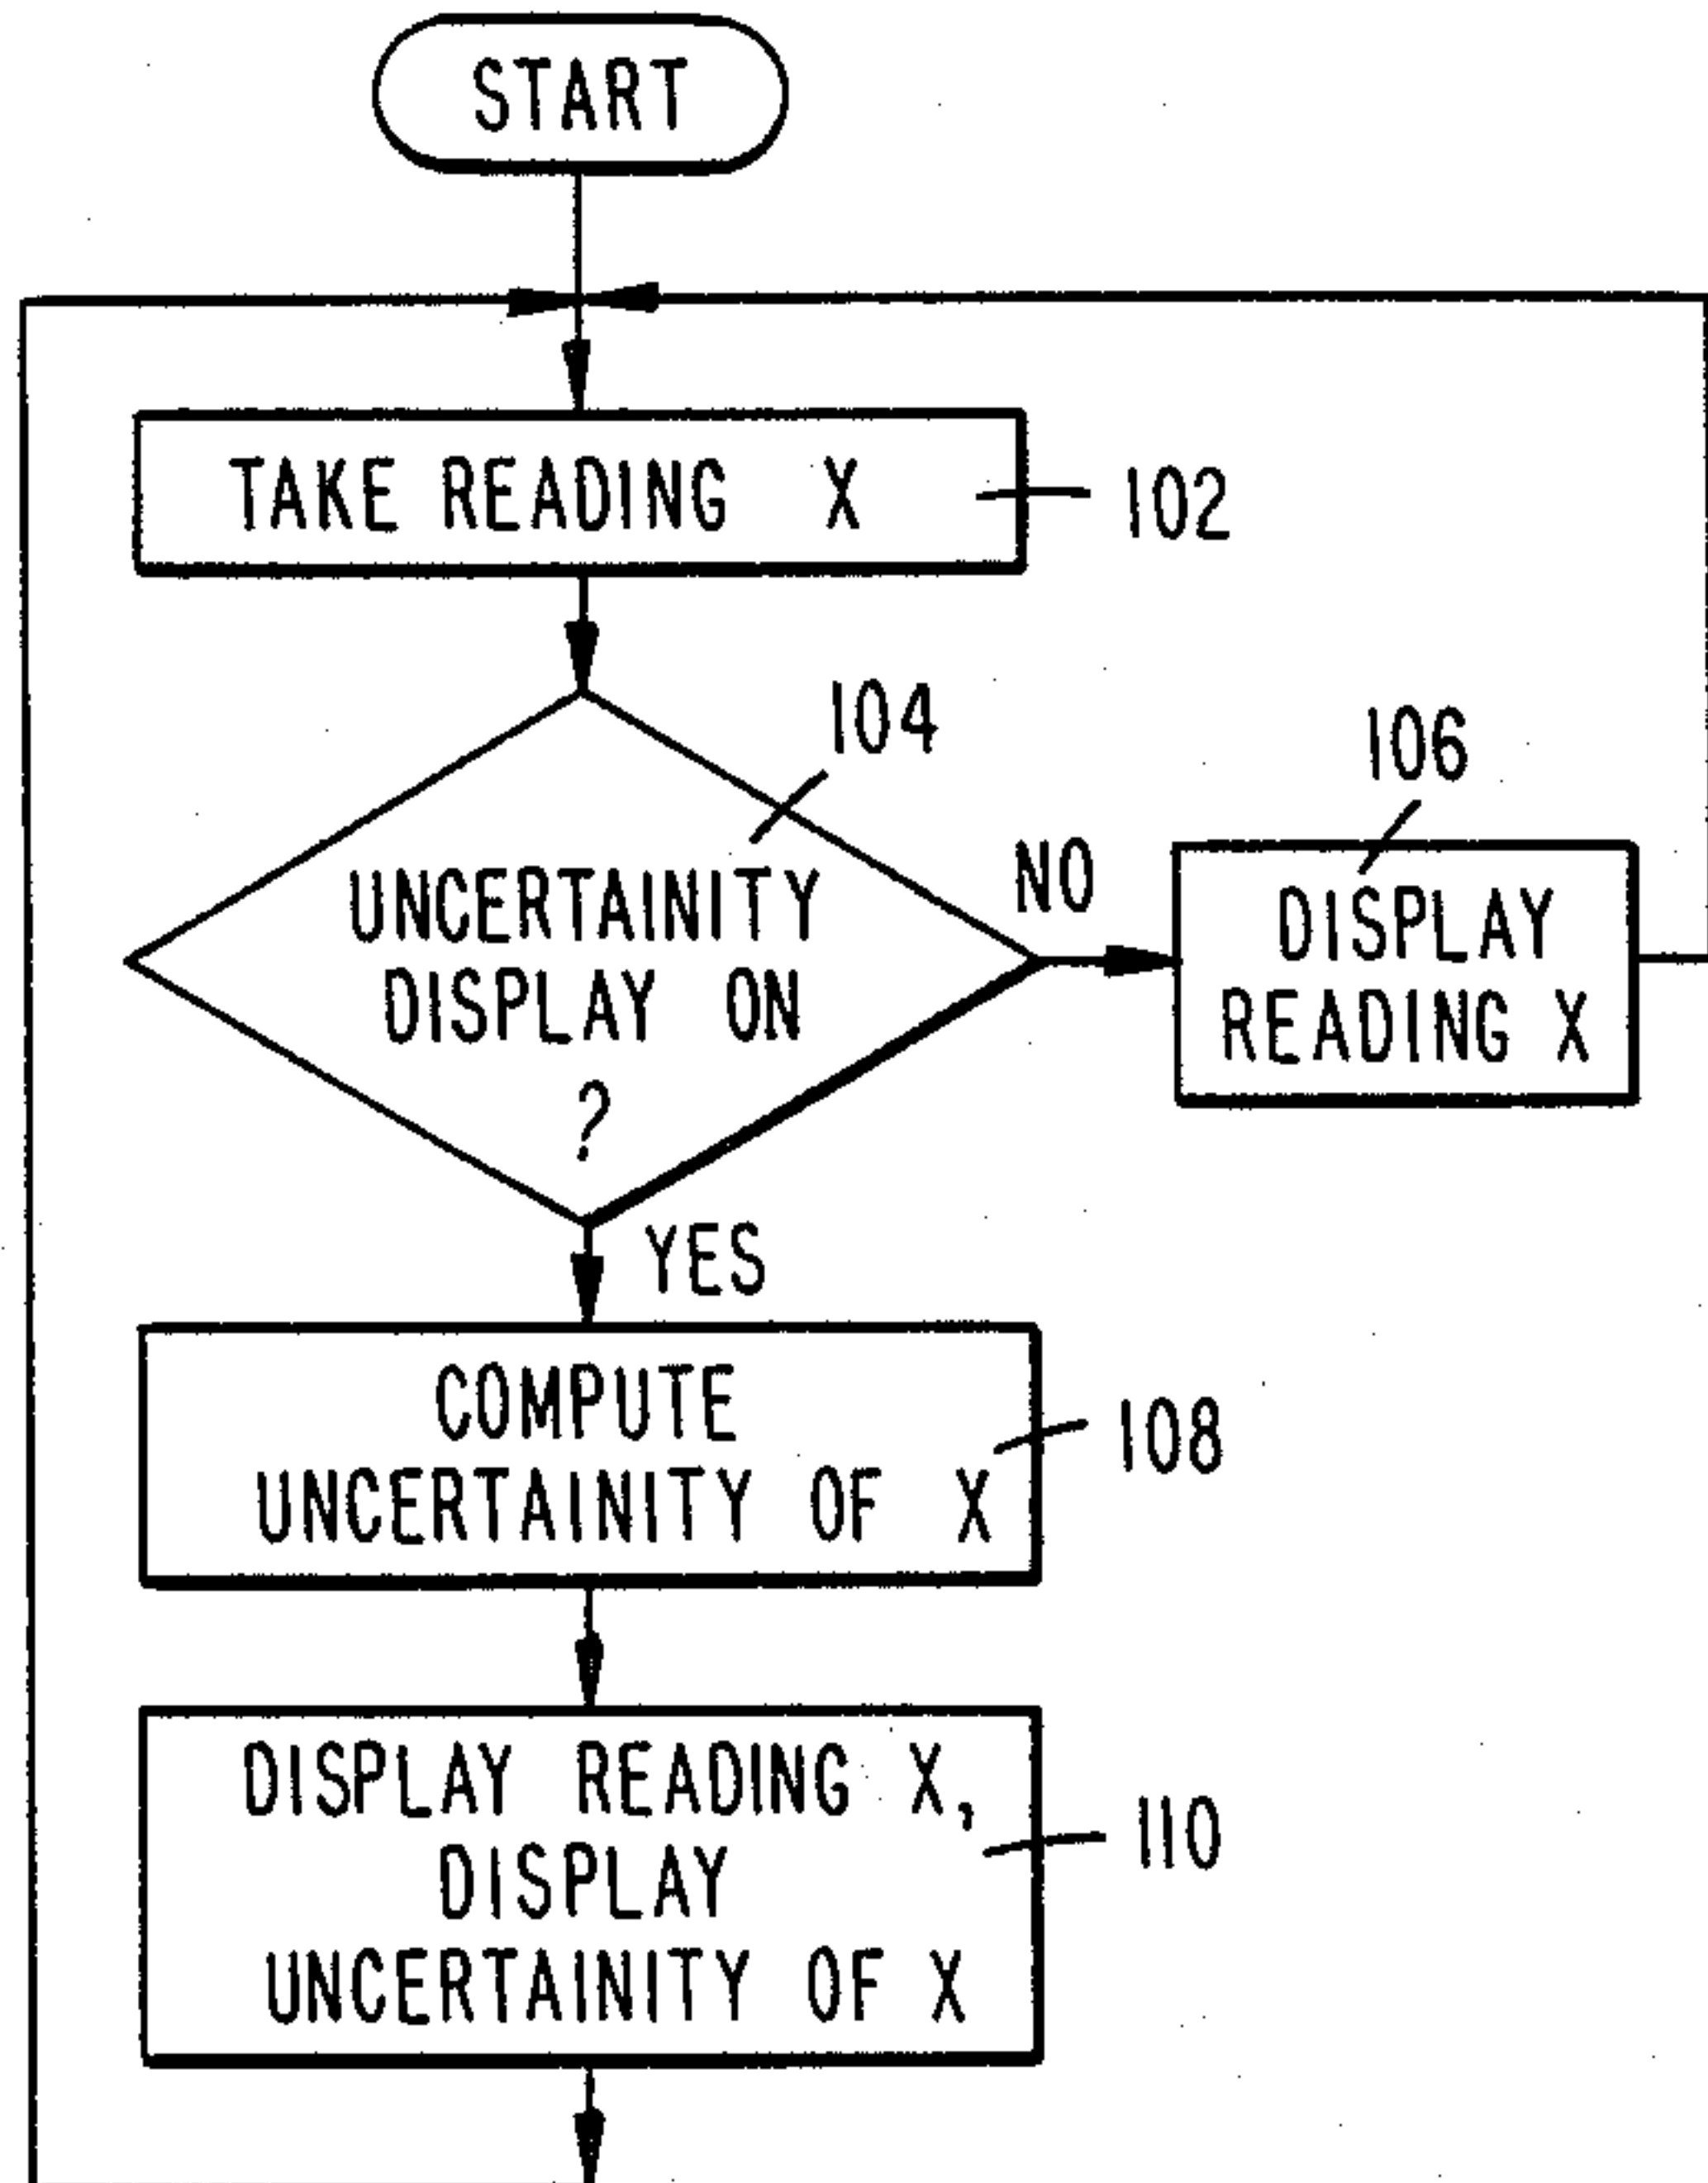 START
TAKE READING X
102
104
UNCERTAINITY
DISPLAY ON
?
NO
106
DISPLAY
READING X
YES
COMPUTE
UNCERTAINITY OF X
108
DISPLAY READING X,
DISPLAY
UNCERTAINITY OF X
110